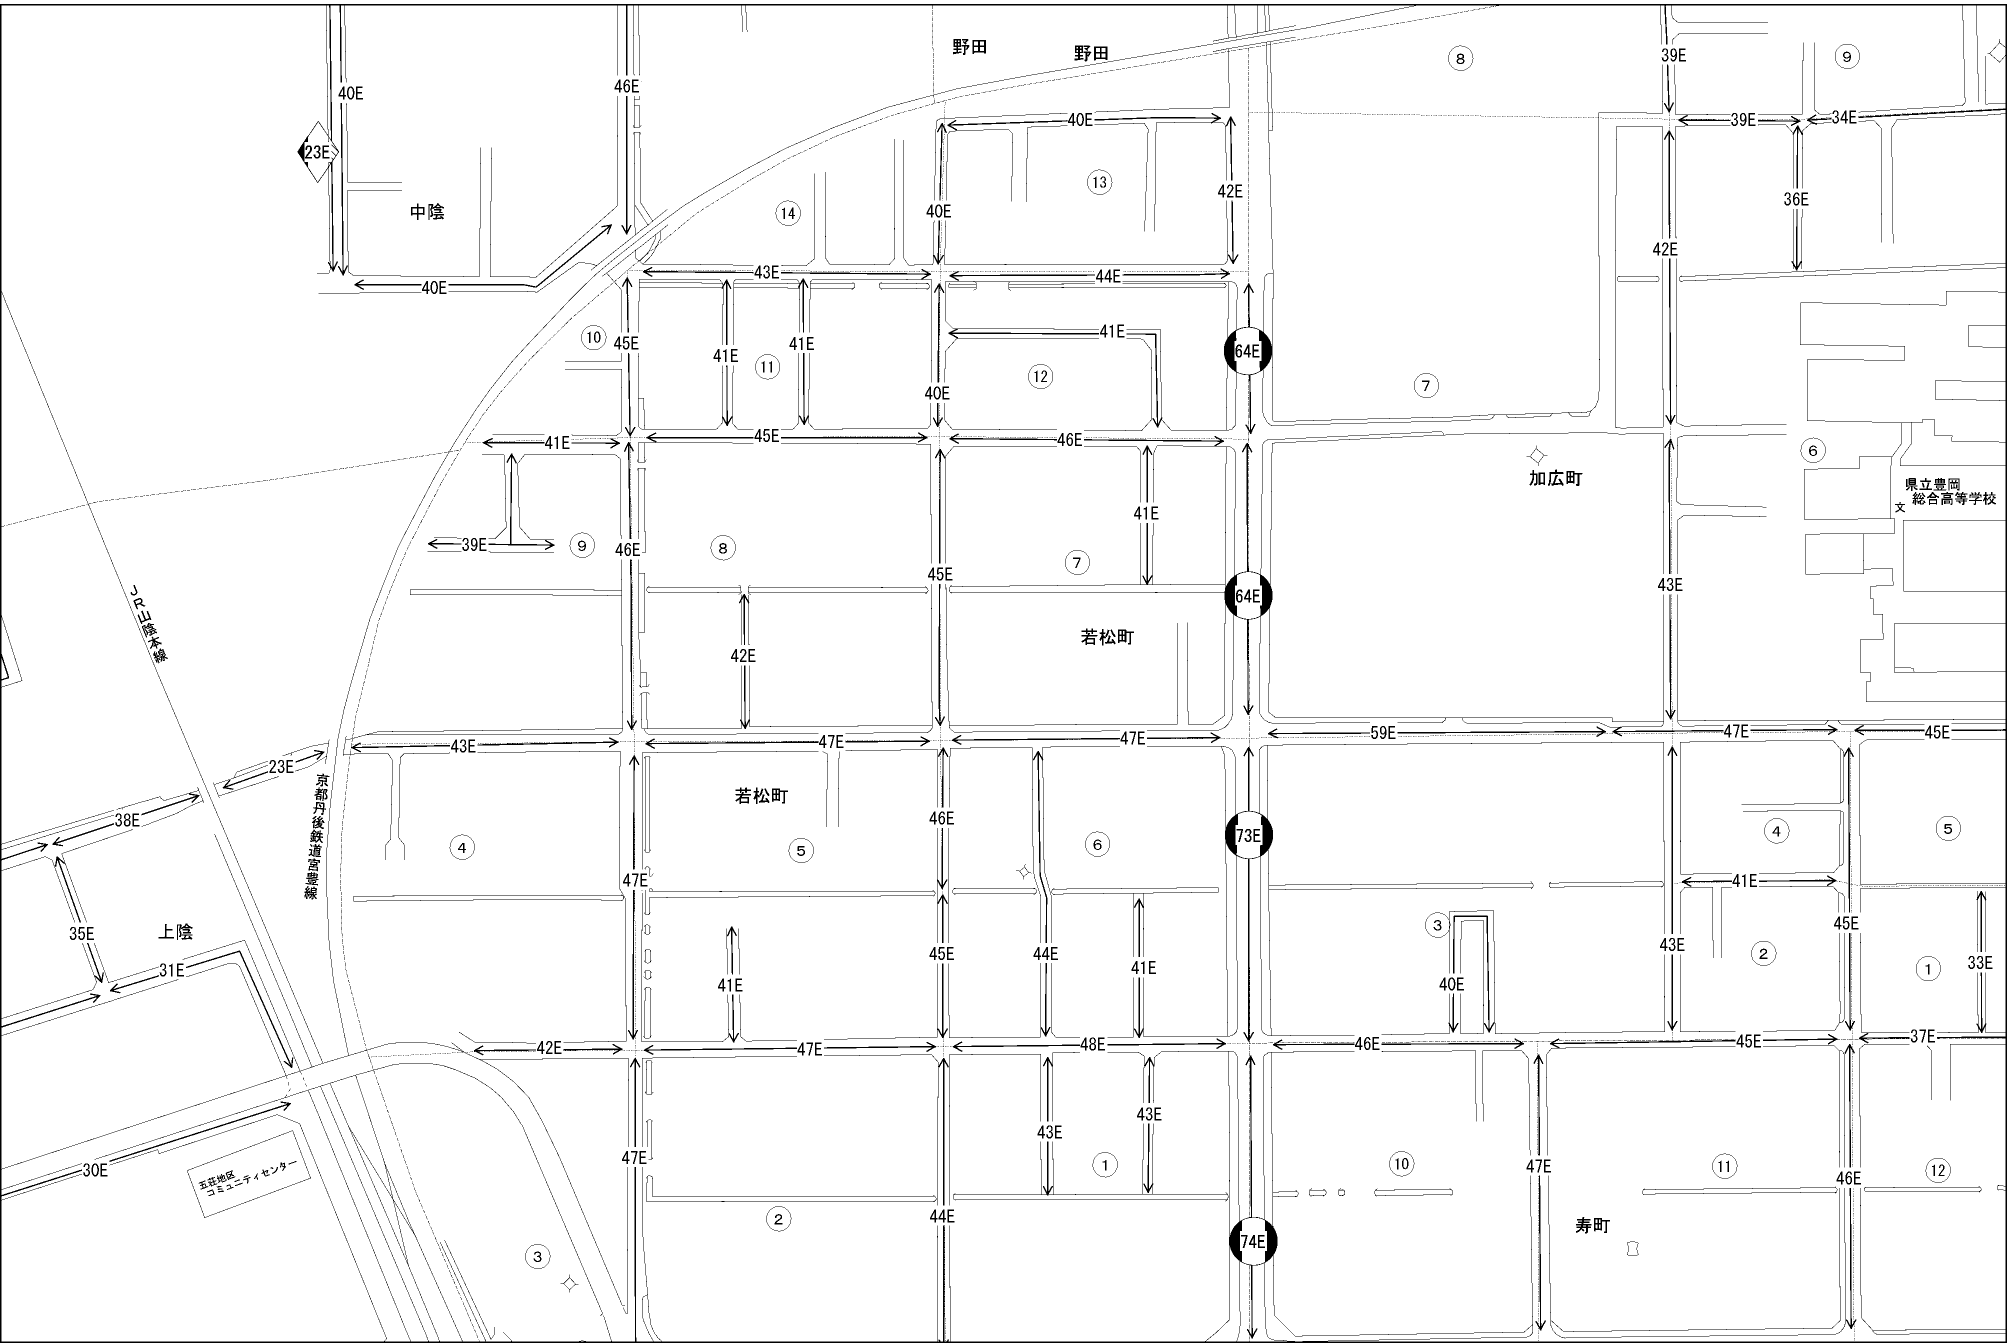 野田
野田
⑧
39E
⑨
40E
46E
40E
39E
34E
23E
中陰
⑭
⑬
40E
42E
36E
42E
43E
44E
40E
⑩
45E
41E
⑪
41E
41E
⑫
40E
64E
⑦
41E
45E
46E
加広町
⑥
県立豊岡
総合高等学校
文
39E
⑨
46E
⑧
41E
⑦
45E
64E
43E
JR山陰本線
42E
若松町
若松町
43E
47E
47E
59E
47E
45E
23E
38E
京都丹後鉄道宮豊線
④
⑤
46E
⑥
73E
④
⑤
47E
41E
35E
上陰
31E
41E
45E
44E
41E
③
40E
43E
②
45E
①
33E
42E
47E
48E
46E
45E
37E
30E
五荘地区
コミュニティセンター
47E
43E
43E
①
⑩
47E
⑪
46E
⑫
③
②
44E
74E
寿町